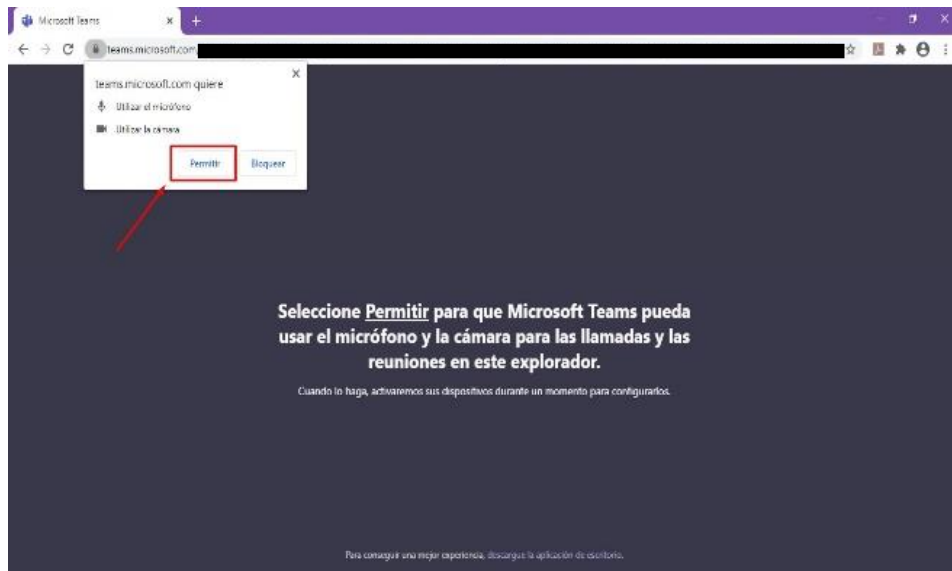 Microsoft Teams
teams.microsoft.com
teams.microsoft.com quiere
Utilizar el micrófono
Utilizar la cámara
Permitir
Bloquear
Seleccione Permitir para que Microsoft Teams pueda
usar el micrófono y la cámara para las llamadas y las
reuniones en este explorador.
Cuando lo haga, activaremos sus dispositivos durante un momento para configurarlos.
Para conseguir una mejor experiencia, descargue la aplicación de escritorio.